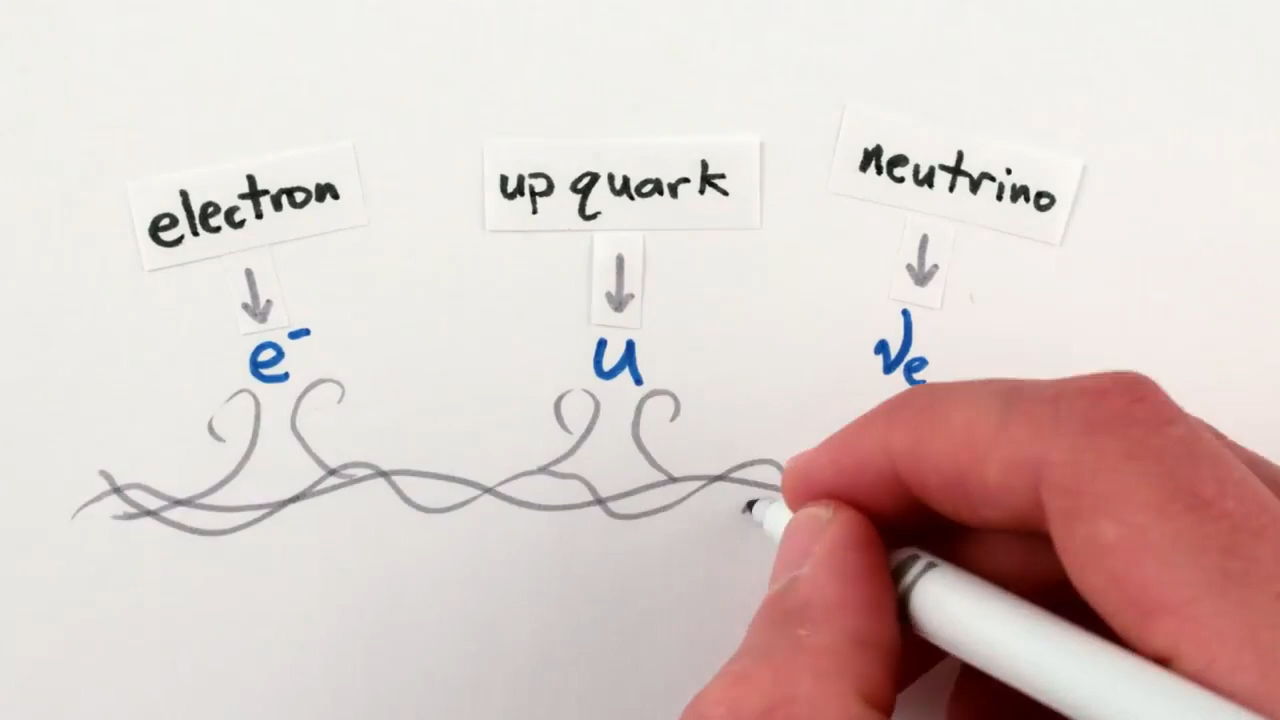 electron
up quark
neutrino
e⁻
u
νₑ